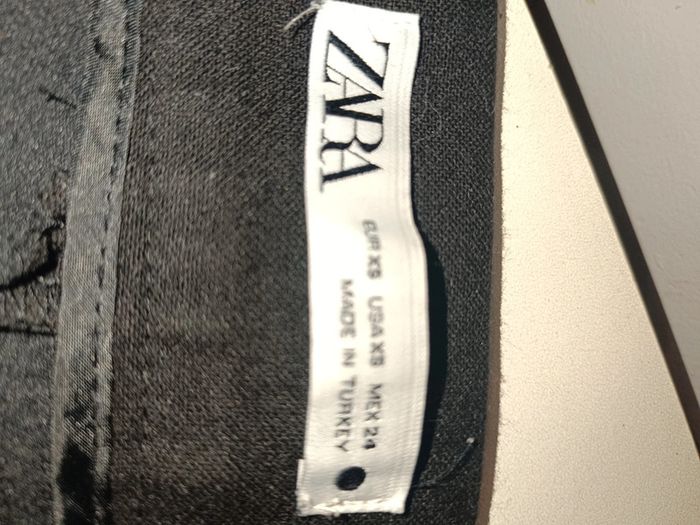 ZARA
EUR XS USA XS MEX 24
MADE IN TURKEY